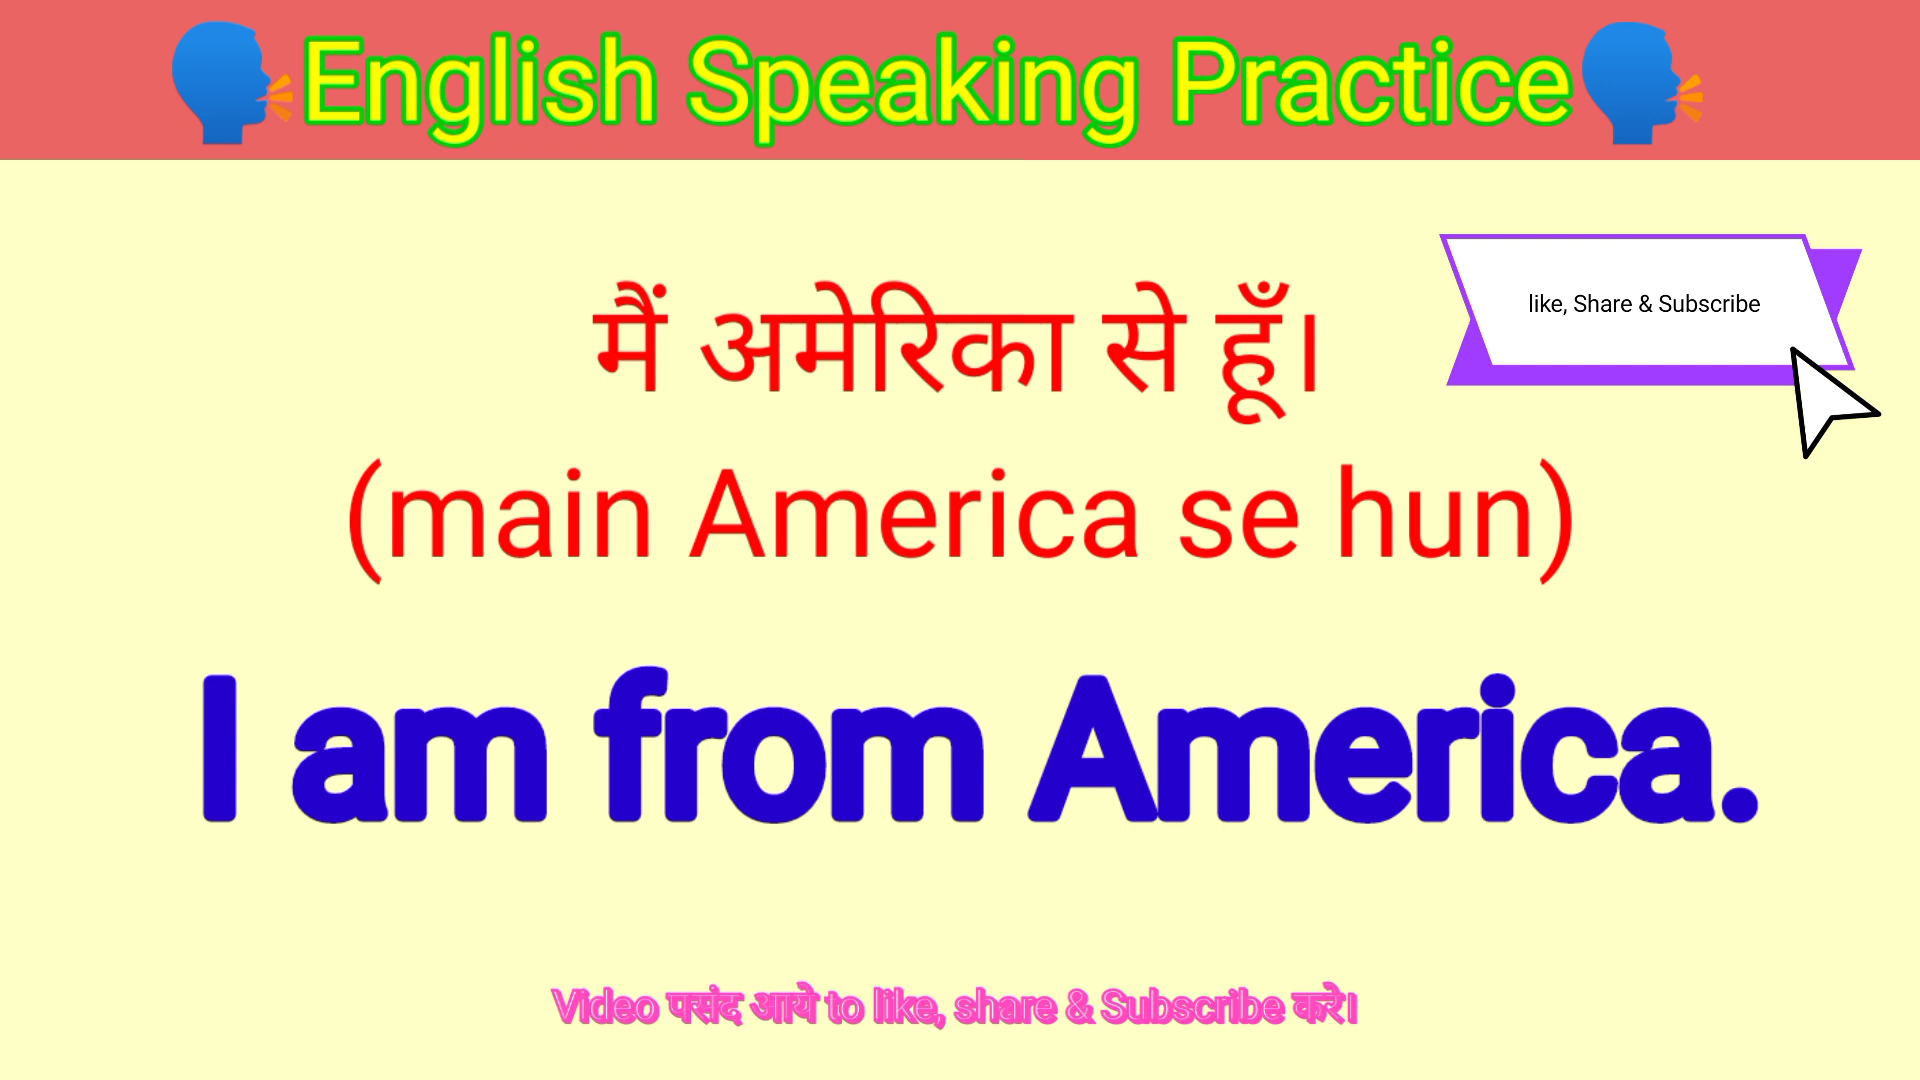 English Speaking Practice
like, Share & Subscribe
मैं अमेरिका से हूँ।
(main America se hun)
I am from America.
Video पसंद आये to like, share & Subscribe करे।